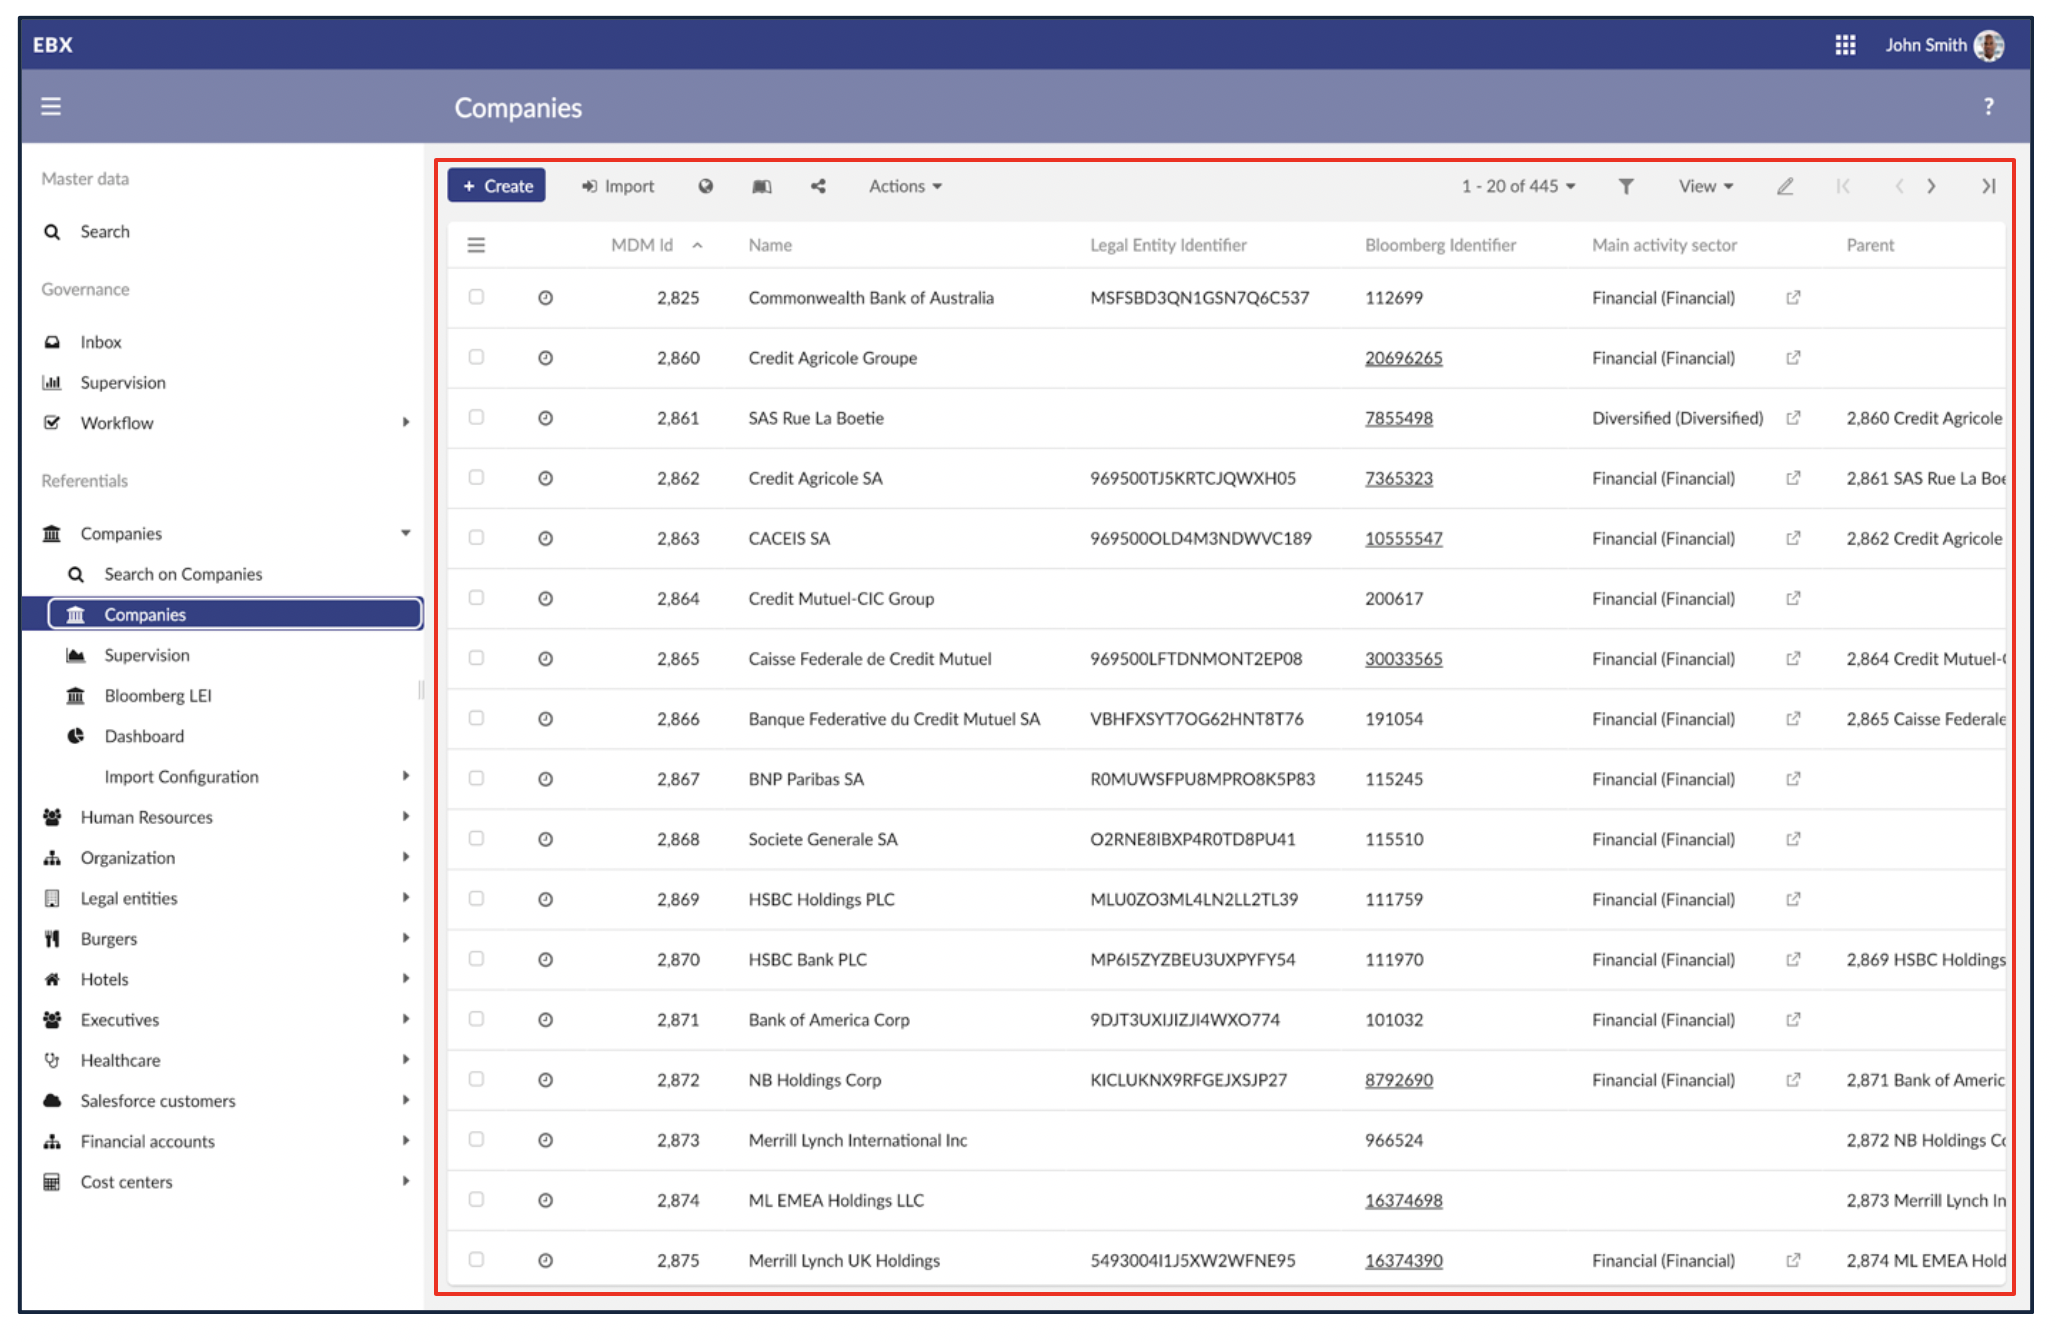 EBX
John Smith
Companies
?
Master data
Search
Governance
Inbox
Supervision
Workflow
Referentials
Companies
Search on Companies
Companies
Supervision
Bloomberg LEI
Dashboard
Import Configuration
Human Resources
Organization
Legal entities
Burgers
Hotels
Executives
Healthcare
Salesforce customers
Financial accounts
Cost centers
+ Create Import Actions 1 - 20 of 445 View
MDM Id Name Legal Entity Identifier Bloomberg Identifier Main activity sector Parent
2,825 Commonwealth Bank of Australia MSFSBD3QN1GSN7Q6C537 112699 Financial (Financial)
2,860 Credit Agricole Groupe 20696265 Financial (Financial)
2,861 SAS Rue La Boetie 7855498 Diversified (Diversified) 2,860 Credit Agricole
2,862 Credit Agricole SA 969500TJ5KRTCJQWXH05 7365323 Financial (Financial) 2,861 SAS Rue La Boe
2,863 CACEIS SA 969500OLD4M3NDWVC189 10555547 Financial (Financial) 2,862 Credit Agricole
2,864 Credit Mutuel-CIC Group 200617 Financial (Financial)
2,865 Caisse Federale de Credit Mutuel 969500LFTDNMONT2EP08 30033565 Financial (Financial) 2,864 Credit Mutuel-
2,866 Banque Federative du Credit Mutuel SA VBHFXSYT7OG62HNT8T76 191054 Financial (Financial) 2,865 Caisse Federale
2,867 BNP Paribas SA R0MUWSFPU8MPRO8K5P83 115245 Financial (Financial)
2,868 Societe Generale SA O2RNE8IBXP4R0TD8PU41 115510 Financial (Financial)
2,869 HSBC Holdings PLC MLU0ZO3ML4LN2LL2TL39 111759 Financial (Financial)
2,870 HSBC Bank PLC MP6I5ZYZBEU3UXPYFY54 111970 Financial (Financial) 2,869 HSBC Holdings
2,871 Bank of America Corp 9DJT3UXIJIZJI4WXO774 101032 Financial (Financial)
2,872 NB Holdings Corp KICLUKNX9RFGEJXSJP27 8792690 Financial (Financial) 2,871 Bank of Americ
2,873 Merrill Lynch International Inc 966524 2,872 NB Holdings Co
2,874 ML EMEA Holdings LLC 16374698 2,873 Merrill Lynch In
2,875 Merrill Lynch UK Holdings 5493004I1J5XW2WFNE95 16374390 Financial (Financial) 2,874 ML EMEA Hold